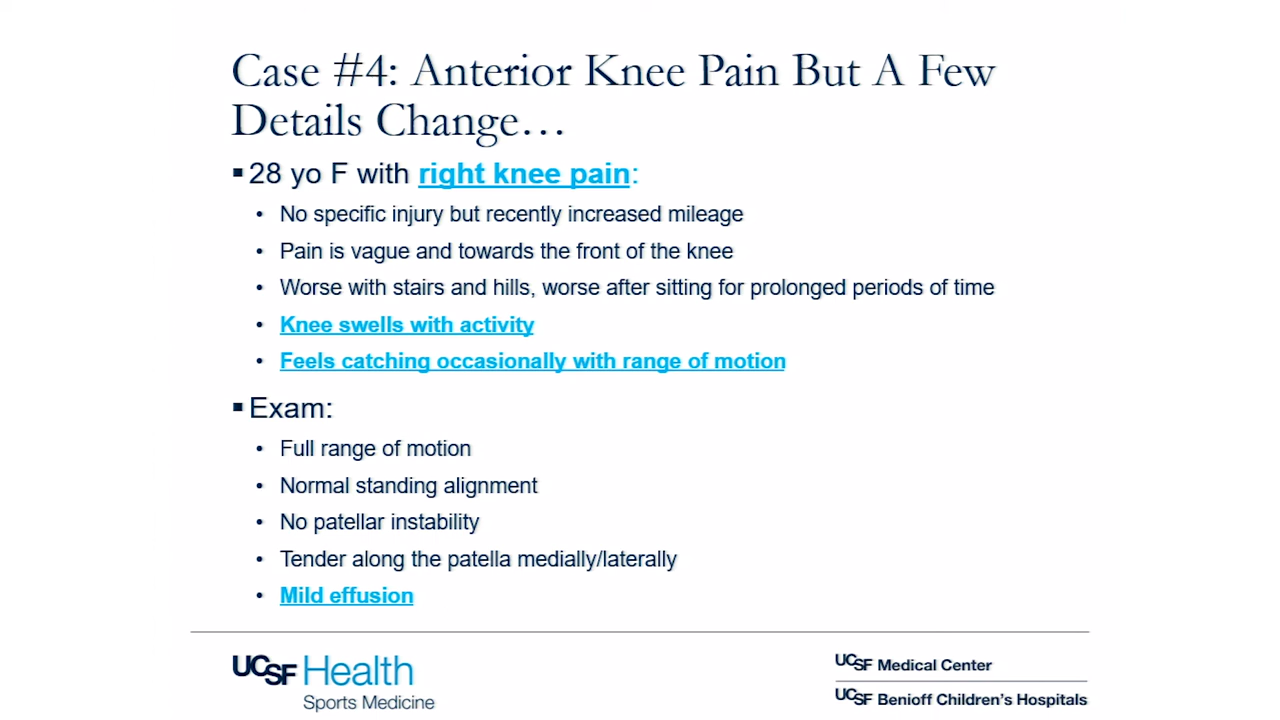 Case #4: Anterior Knee Pain But A Few
Details Change…
▪ 28 yo F with right knee pain:
• No specific injury but recently increased mileage
• Pain is vague and towards the front of the knee
• Worse with stairs and hills, worse after sitting for prolonged periods of time
• Knee swells with activity
• Feels catching occasionally with range of motion
▪ Exam:
• Full range of motion
• Normal standing alignment
• No patellar instability
• Tender along the patella medially/laterally
• Mild effusion
UCSF Health
Sports Medicine
UCSF Medical Center
UCSF Benioff Children's Hospitals